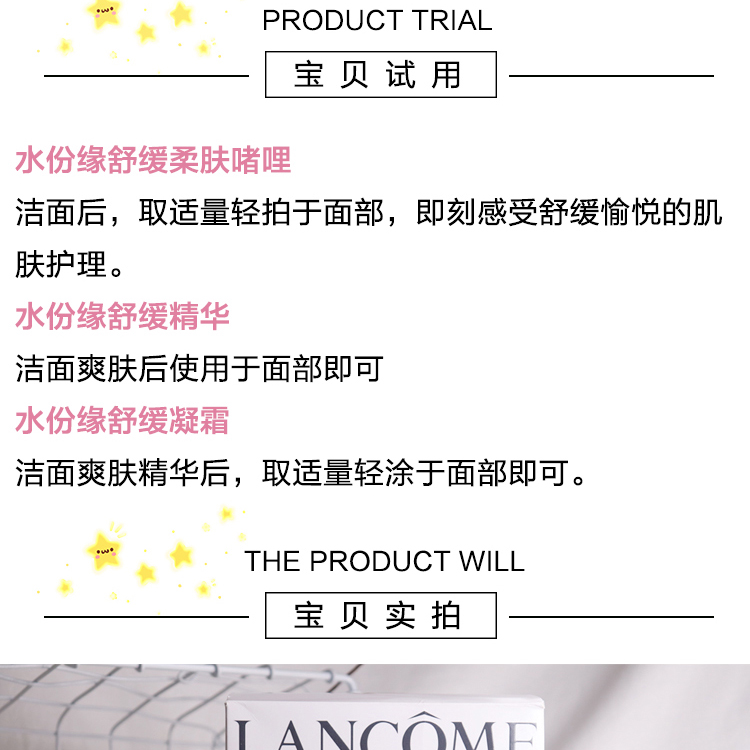 PRODUCT TRIAL
宝贝试用
水份缘舒缓柔肤啫哩
洁面后，取适量轻拍于面部，即刻感受舒缓愉悦的肌
肤护理。
水份缘舒缓精华
洁面爽肤后使用于面部即可
水份缘舒缓凝霜
洁面爽肤精华后，取适量轻涂于面部即可。
THE PRODUCT WILL
宝贝实拍
LANCÔME